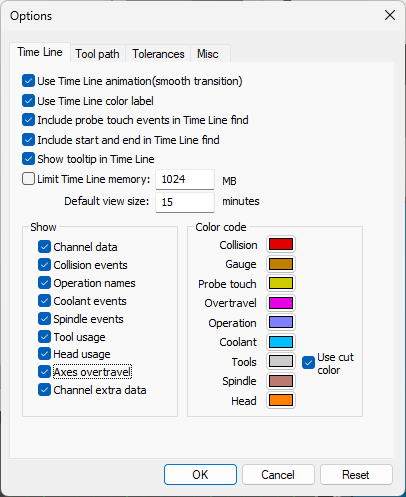 Options
Time Line Tool path Tolerances Misc
Use Time Line animation(smooth transition)
Use Time Line color label
Include probe touch events in Time Line find
Include start and end in Time Line find
Show tooltip in Time Line
Limit Time Line memory: 1024 MB
Default view size: 15 minutes
Show
Channel data
Collision events
Operation names
Coolant events
Spindle events
Tool usage
Head usage
Axes overtravel
Channel extra data
Color code
Collision
Gauge
Probe touch
Overtravel
Operation
Coolant
Tools
Use cut
color
Spindle
Head
OK Cancel Reset